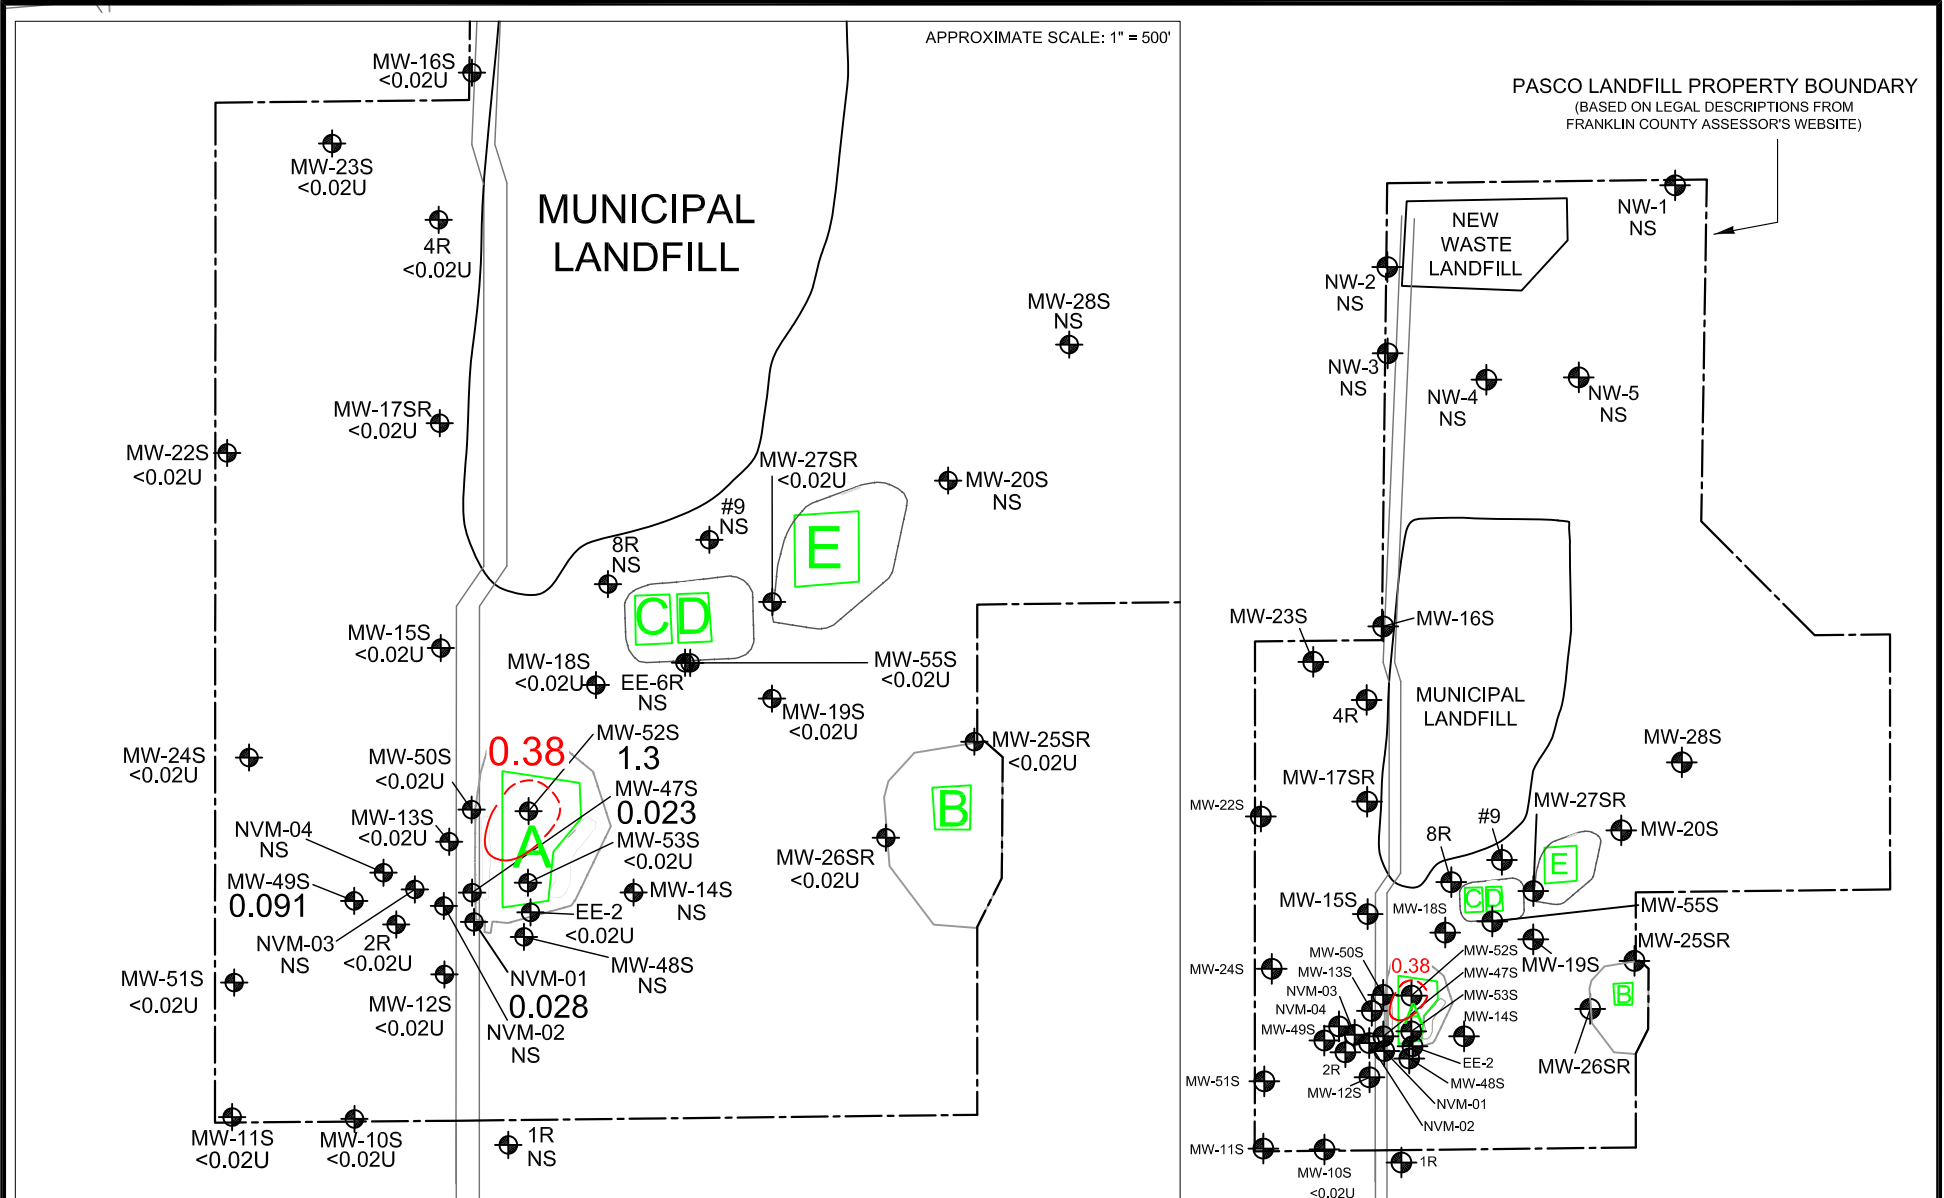 APPROXIMATE SCALE: 1" = 500'
MW-16S
<0.02U
MW-23S
<0.02U
4R
<0.02U
MUNICIPAL
LANDFILL
MW-28S
NS
MW-17SR
<0.02U
MW-22S
<0.02U
MW-27SR
<0.02U
MW-20S
NS
#9
NS
8R
NS
E
C
D
MW-15S
<0.02U
MW-18S
<0.02U
EE-6R
NS
MW-55S
<0.02U
MW-19S
<0.02U
MW-52S
1.3
0.38
MW-25SR
<0.02U
MW-24S
<0.02U
MW-50S
<0.02U
MW-47S
0.023
B
MW-13S
<0.02U
NVM-04
NS
A
MW-53S
<0.02U
MW-26SR
<0.02U
MW-49S
0.091
MW-14S
NS
EE-2
<0.02U
NVM-03
NS
2R
<0.02U
MW-48S
NS
MW-51S
<0.02U
MW-12S
<0.02U
NVM-01
0.028
NVM-02
NS
MW-11S
<0.02U
MW-10S
<0.02U
1R
NS
PASCO LANDFILL PROPERTY BOUNDARY
(BASED ON LEGAL DESCRIPTIONS FROM
FRANKLIN COUNTY ASSESSOR'S WEBSITE)
NW-1
NS
NEW
WASTE
LANDFILL
NW-2
NS
NW-3
NS
NW-4
NS
NW-5
NS
MW-23S
MW-16S
4R
MUNICIPAL
LANDFILL
MW-28S
MW-17SR
MW-27SR
MW-22S
#9
8R
MW-20S
E
C
D
MW-15S
MW-18S
MW-55S
MW-25SR
MW-19S
MW-50S
MW-52S
MW-24S
MW-13S
0.38
MW-47S
NVM-03
MW-53S
B
NVM-04
A
MW-14S
MW-49S
EE-2
MW-26SR
2R
MW-48S
MW-51S
MW-12S
NVM-01
NVM-02
MW-11S
MW-10S
<0.02U
1R